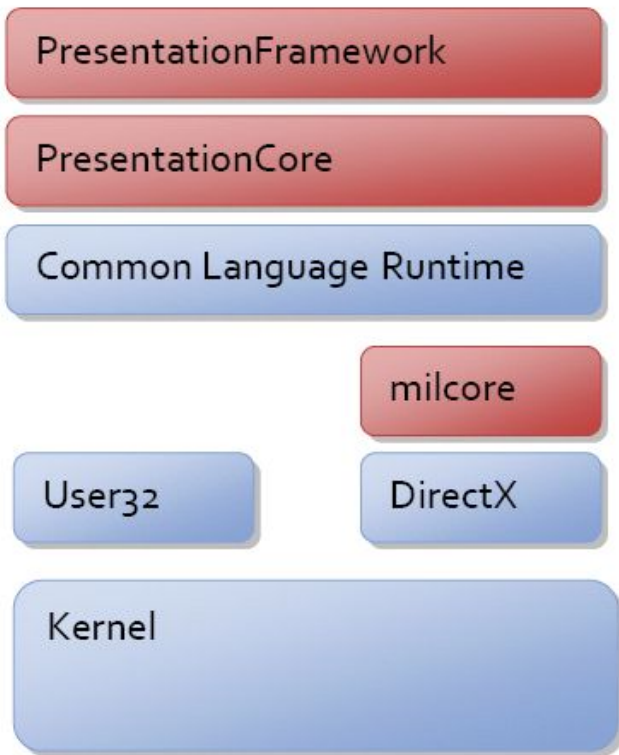 PresentationFramework
PresentationCore
Common Language Runtime
milcore
User32
DirectX
Kernel